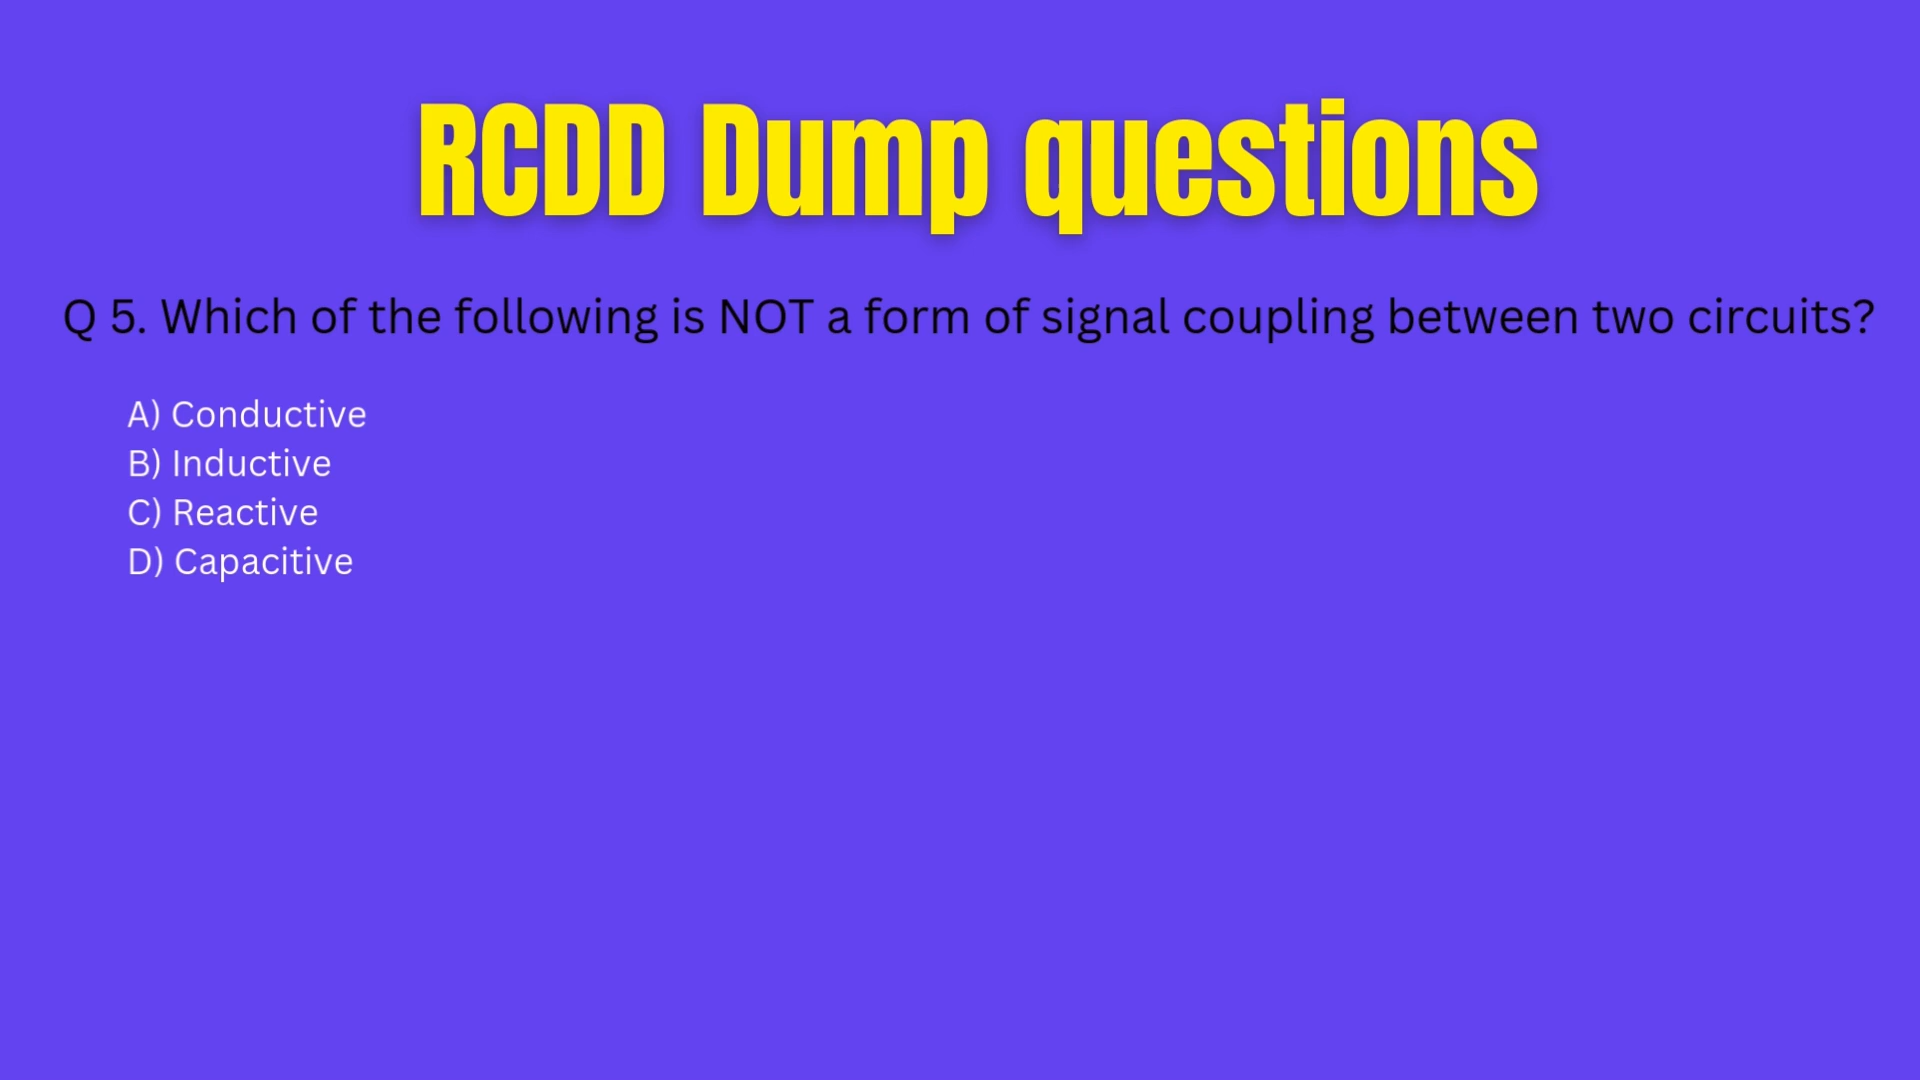 RCDD Dump questions
Q 5. Which of the following is NOT a form of signal coupling between two circuits?
A) Conductive
B) Inductive
C) Reactive
D) Capacitive